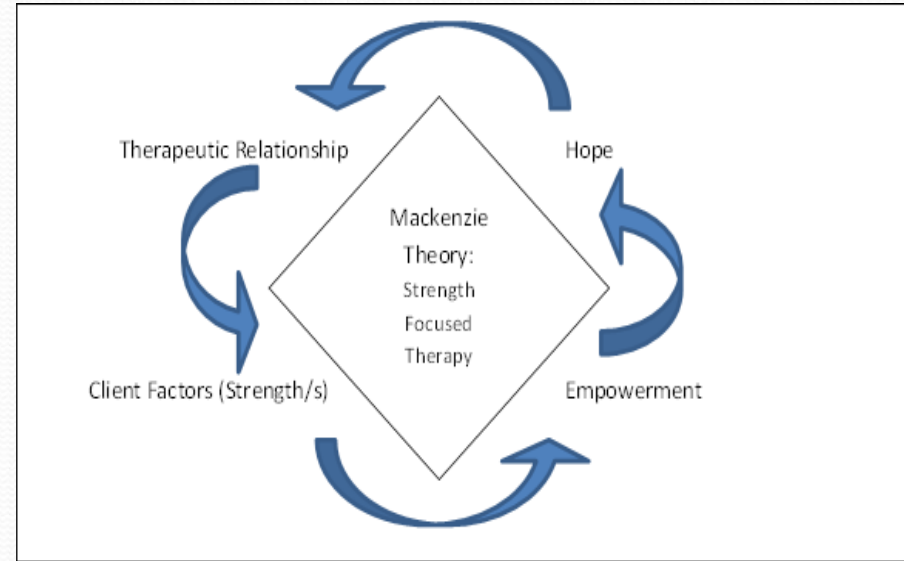 Therapeutic Relationship
Hope
Mackenzie
Theory:
Strength
Focused
Therapy
Client Factors (Strength/s)
Empowerment